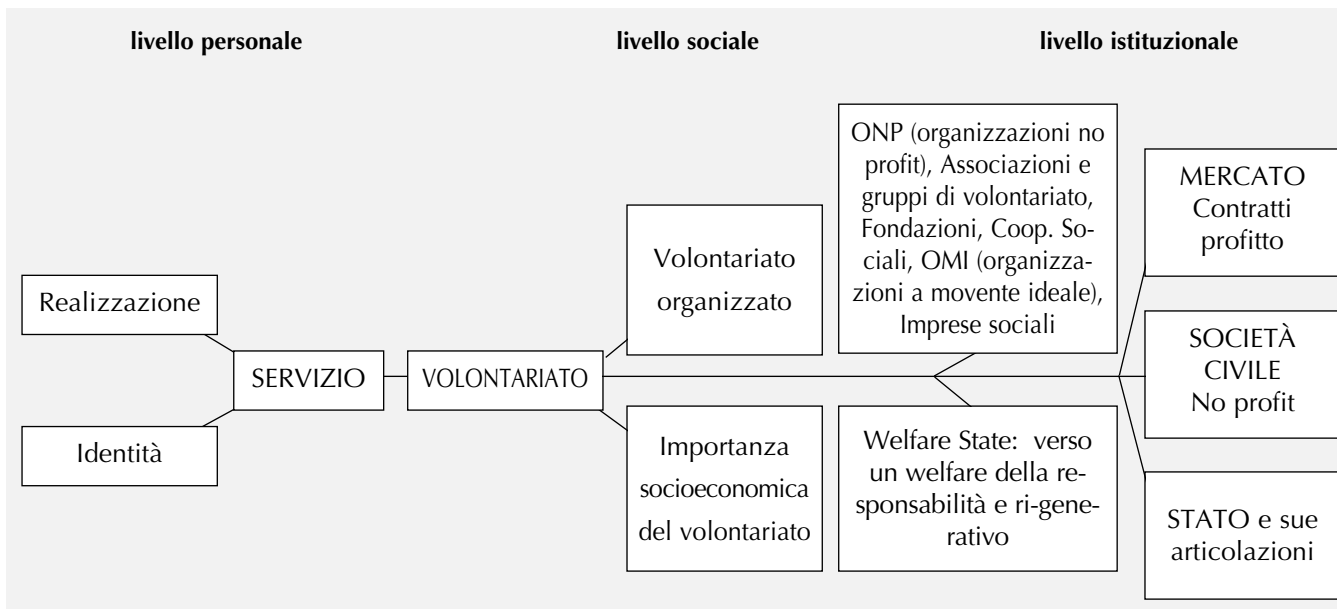 livello personale
livello sociale
livello istituzionale
Realizzazione
Identità
SERVIZIO
VOLONTARIATO
Volontariato
organizzato
Importanza
socioeconomica
del volontariato
ONP (organizzazioni no
profit), Associazioni e
gruppi di volontariato,
Fondazioni, Coop. So-
ciali, OMI (organizza-
zioni a movente ideale),
Imprese sociali
Welfare State: verso
un welfare della re-
sponsabilità e ri-gene-
rativo
MERCATO
Contratti
profitto
SOCIETÀ
CIVILE
No profit
STATO e sue
articolazioni